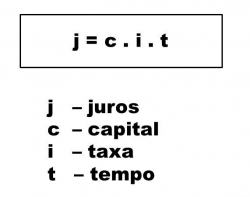 j = c . i . t
j – juros
c – capital
i – taxa
t – tempo